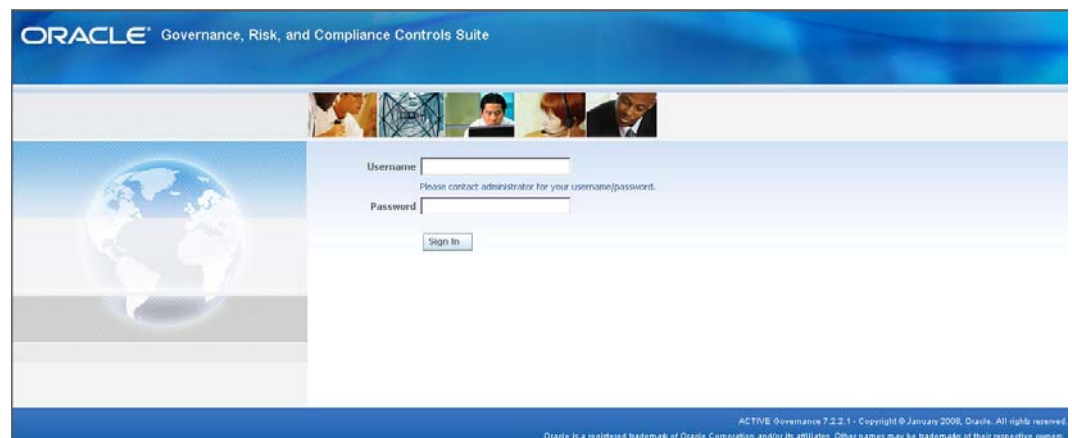 ORACLE® Governance, Risk, and Compliance Controls Suite
Username
Please contact administrator for your username/password.
Password
Sign In
ACTIVE Governance 7.2.2.1 - Copyright © January 2008, Oracle. All rights reserved.
Oracle is a registered trademark of Oracle Corporation and/or its affiliates. Other names may be trademarks of their respective owners.